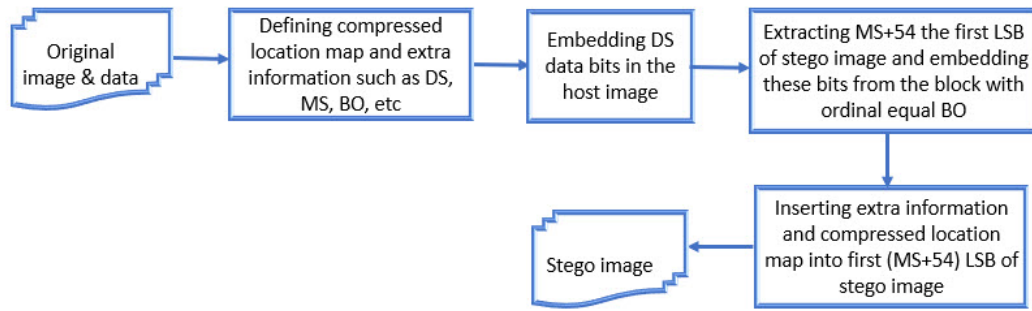 Original
image & data
Defining compressed
location map and extra
information such as DS,
MS, BO, etc
Embedding DS
data bits in the
host image
Extracting MS+54 the first LSB
of stego image and embedding
these bits from the block with
ordinal equal BO
Inserting extra information
and compressed location
map into first (MS+54) LSB of
stego image
Stego image